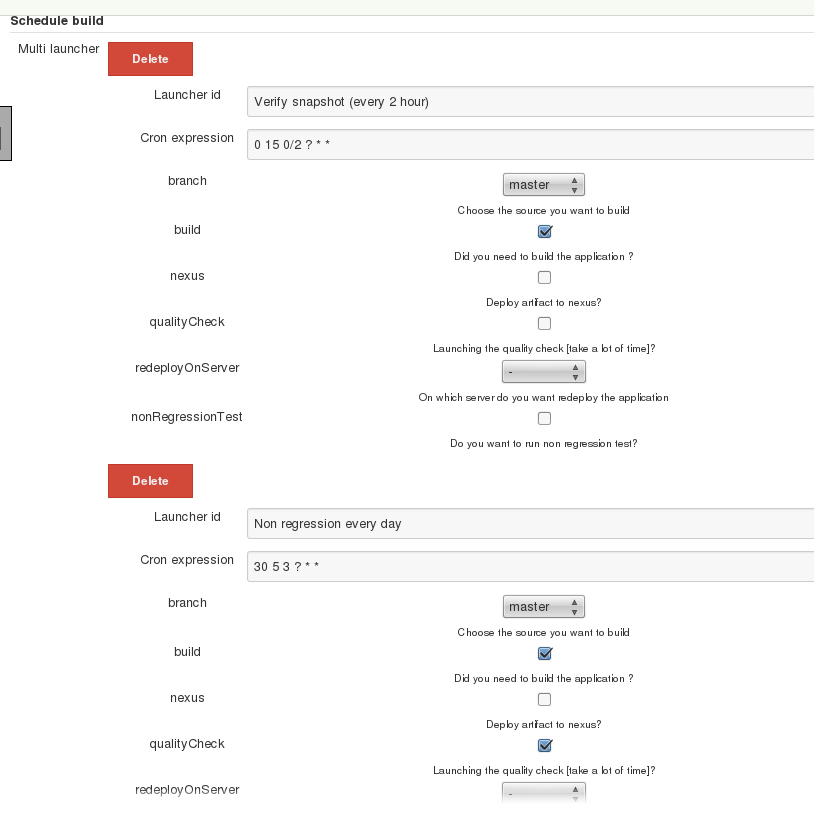 Schedule build
Multi launcher
Delete
Launcher id
Verify snapshot (every 2 hour)
Cron expression
0 15 0/2 ? * *
branch
master
Choose the source you want to build
build
Did you need to build the application ?
nexus
Deploy artifact to nexus?
qualityCheck
Launching the quality check [take a lot of time]?
redeployOnServer
-
On which server do you want redeploy the application
nonRegressionTest
Do you want to run non regression test?
Delete
Launcher id
Non regression every day
Cron expression
30 5 3 ? * *
branch
master
Choose the source you want to build
build
Did you need to build the application ?
nexus
Deploy artifact to nexus?
qualityCheck
Launching the quality check [take a lot of time]?
redeployOnServer
-